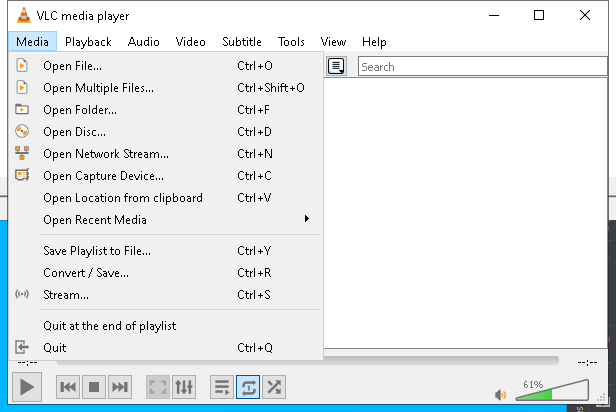 VLC media player
Media Playback Audio Video Subtitle Tools View Help
Open File... Ctrl+O
Open Multiple Files... Ctrl+Shift+O
Open Folder... Ctrl+F
Open Disc... Ctrl+D
Open Network Stream... Ctrl+N
Open Capture Device... Ctrl+C
Open Location from clipboard Ctrl+V
Open Recent Media
Save Playlist to File... Ctrl+Y
Convert / Save... Ctrl+R
Stream... Ctrl+S
Quit at the end of playlist
Quit Ctrl+Q
Search
--:-- --:--
61%